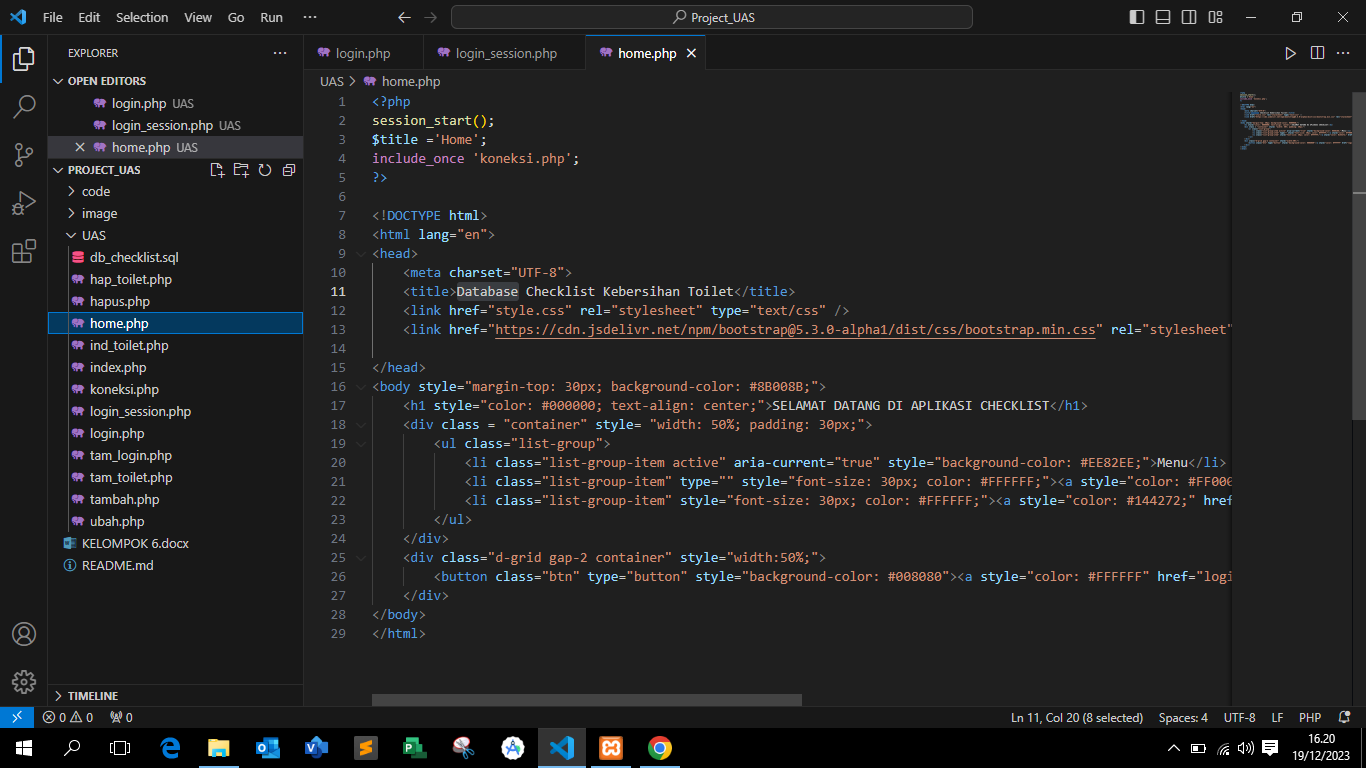 File Edit Selection View Go Run ··· Project_UAS
EXPLORER ···
OPEN EDITORS
login.php UAS
login_session.php UAS
home.php UAS
PROJECT_UAS
code
image
UAS
db_checklist.sql
hap_toilet.php
hapus.php
home.php
ind_toilet.php
index.php
koneksi.php
login_session.php
login.php
tam_login.php
tam_toilet.php
tambah.php
ubah.php
KELOMPOK 6.docx
README.md
TIMELINE
login.php login_session.php home.php
UAS > home.php
1 <?php
2 session_start();
3 $title ='Home';
4 include_once 'koneksi.php';
5 ?>
6
7 <!DOCTYPE html>
8 <html lang="en">
9 <head>
10 <meta charset="UTF-8">
11 <title>Database Checklist Kebersihan Toilet</title>
12 <link href="style.css" rel="stylesheet" type="text/css" />
13 <link href="https://cdn.jsdelivr.net/npm/bootstrap@5.3.0-alpha1/dist/css/bootstrap.min.css" rel="stylesheet"
14
15 </head>
16 <body style="margin-top: 30px; background-color: #8B008B;">
17 <h1 style="color: #000000; text-align: center;">SELAMAT DATANG DI APLIKASI CHECKLIST</h1>
18 <div class = "container" style= "width: 50%; padding: 30px;">
19 <ul class="list-group">
20 <li class="list-group-item active" aria-current="true" style="background-color: #EE82EE;">Menu</li>
21 <li class="list-group-item" type="" style="font-size: 30px; color: #FFFFFF;"><a style="color: #FF000
22 <li class="list-group-item" style="font-size: 30px; color: #FFFFFF;"><a style="color: #144272;" href
23 </ul>
24 </div>
25 <div class="d-grid gap-2 container" style="width:50%;">
26 <button class="btn" type="button" style="background-color: #008080"><a style="color: #FFFFFF" href="logi
27 </div>
28 </body>
29 </html>
0 0 0 Ln 11, Col 20 (8 selected) Spaces: 4 UTF-8 LF PHP
16.20
19/12/2023